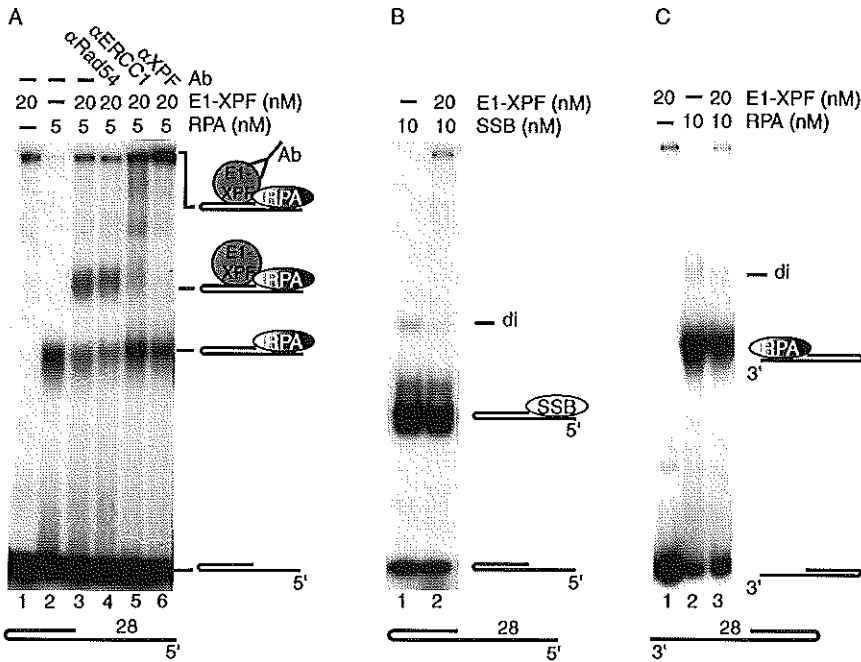 A
αRad54
αERCC1
αXPF
– – – Ab
20 – 20 20 20 20 E1-XPF (nM)
– 5 5 5 5 5 RPA (nM)
E1-
XPF
RPA
Ab
E1
XPF
RPA
RPA
5'
1 2 3 4 5 6
28
5'
B
– 20 E1-XPF (nM)
10 10 SSB (nM)
di
SSB
5'
5'
1 2
28
5'
C
20 – 20 E1-XPF (nM)
– 10 10 RPA (nM)
di
RPA
3'
3'
1 2 3
28
3'